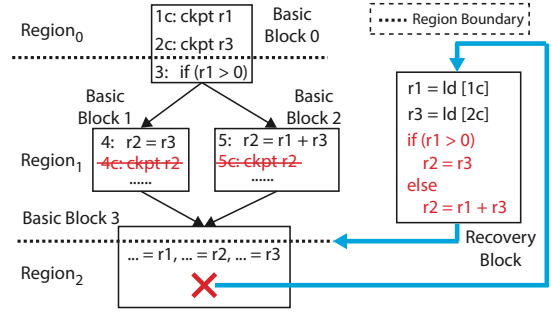 1c: ckpt r1
2c: ckpt r3
3: if (r1 > 0)
Basic
Block 0
Region0
Region Boundary
Basic
Block 1
Basic
Block 2
4: r2 = r3
4c: ckpt r2
......
5: r2 = r1 + r3
5c: ckpt r2
......
Region1
Basic Block 3
... = r1, ... = r2, ... = r3
Region2
r1 = ld [1c]
r3 = ld [2c]
if (r1 > 0)
r2 = r3
else
r2 = r1 + r3
Recovery
Block